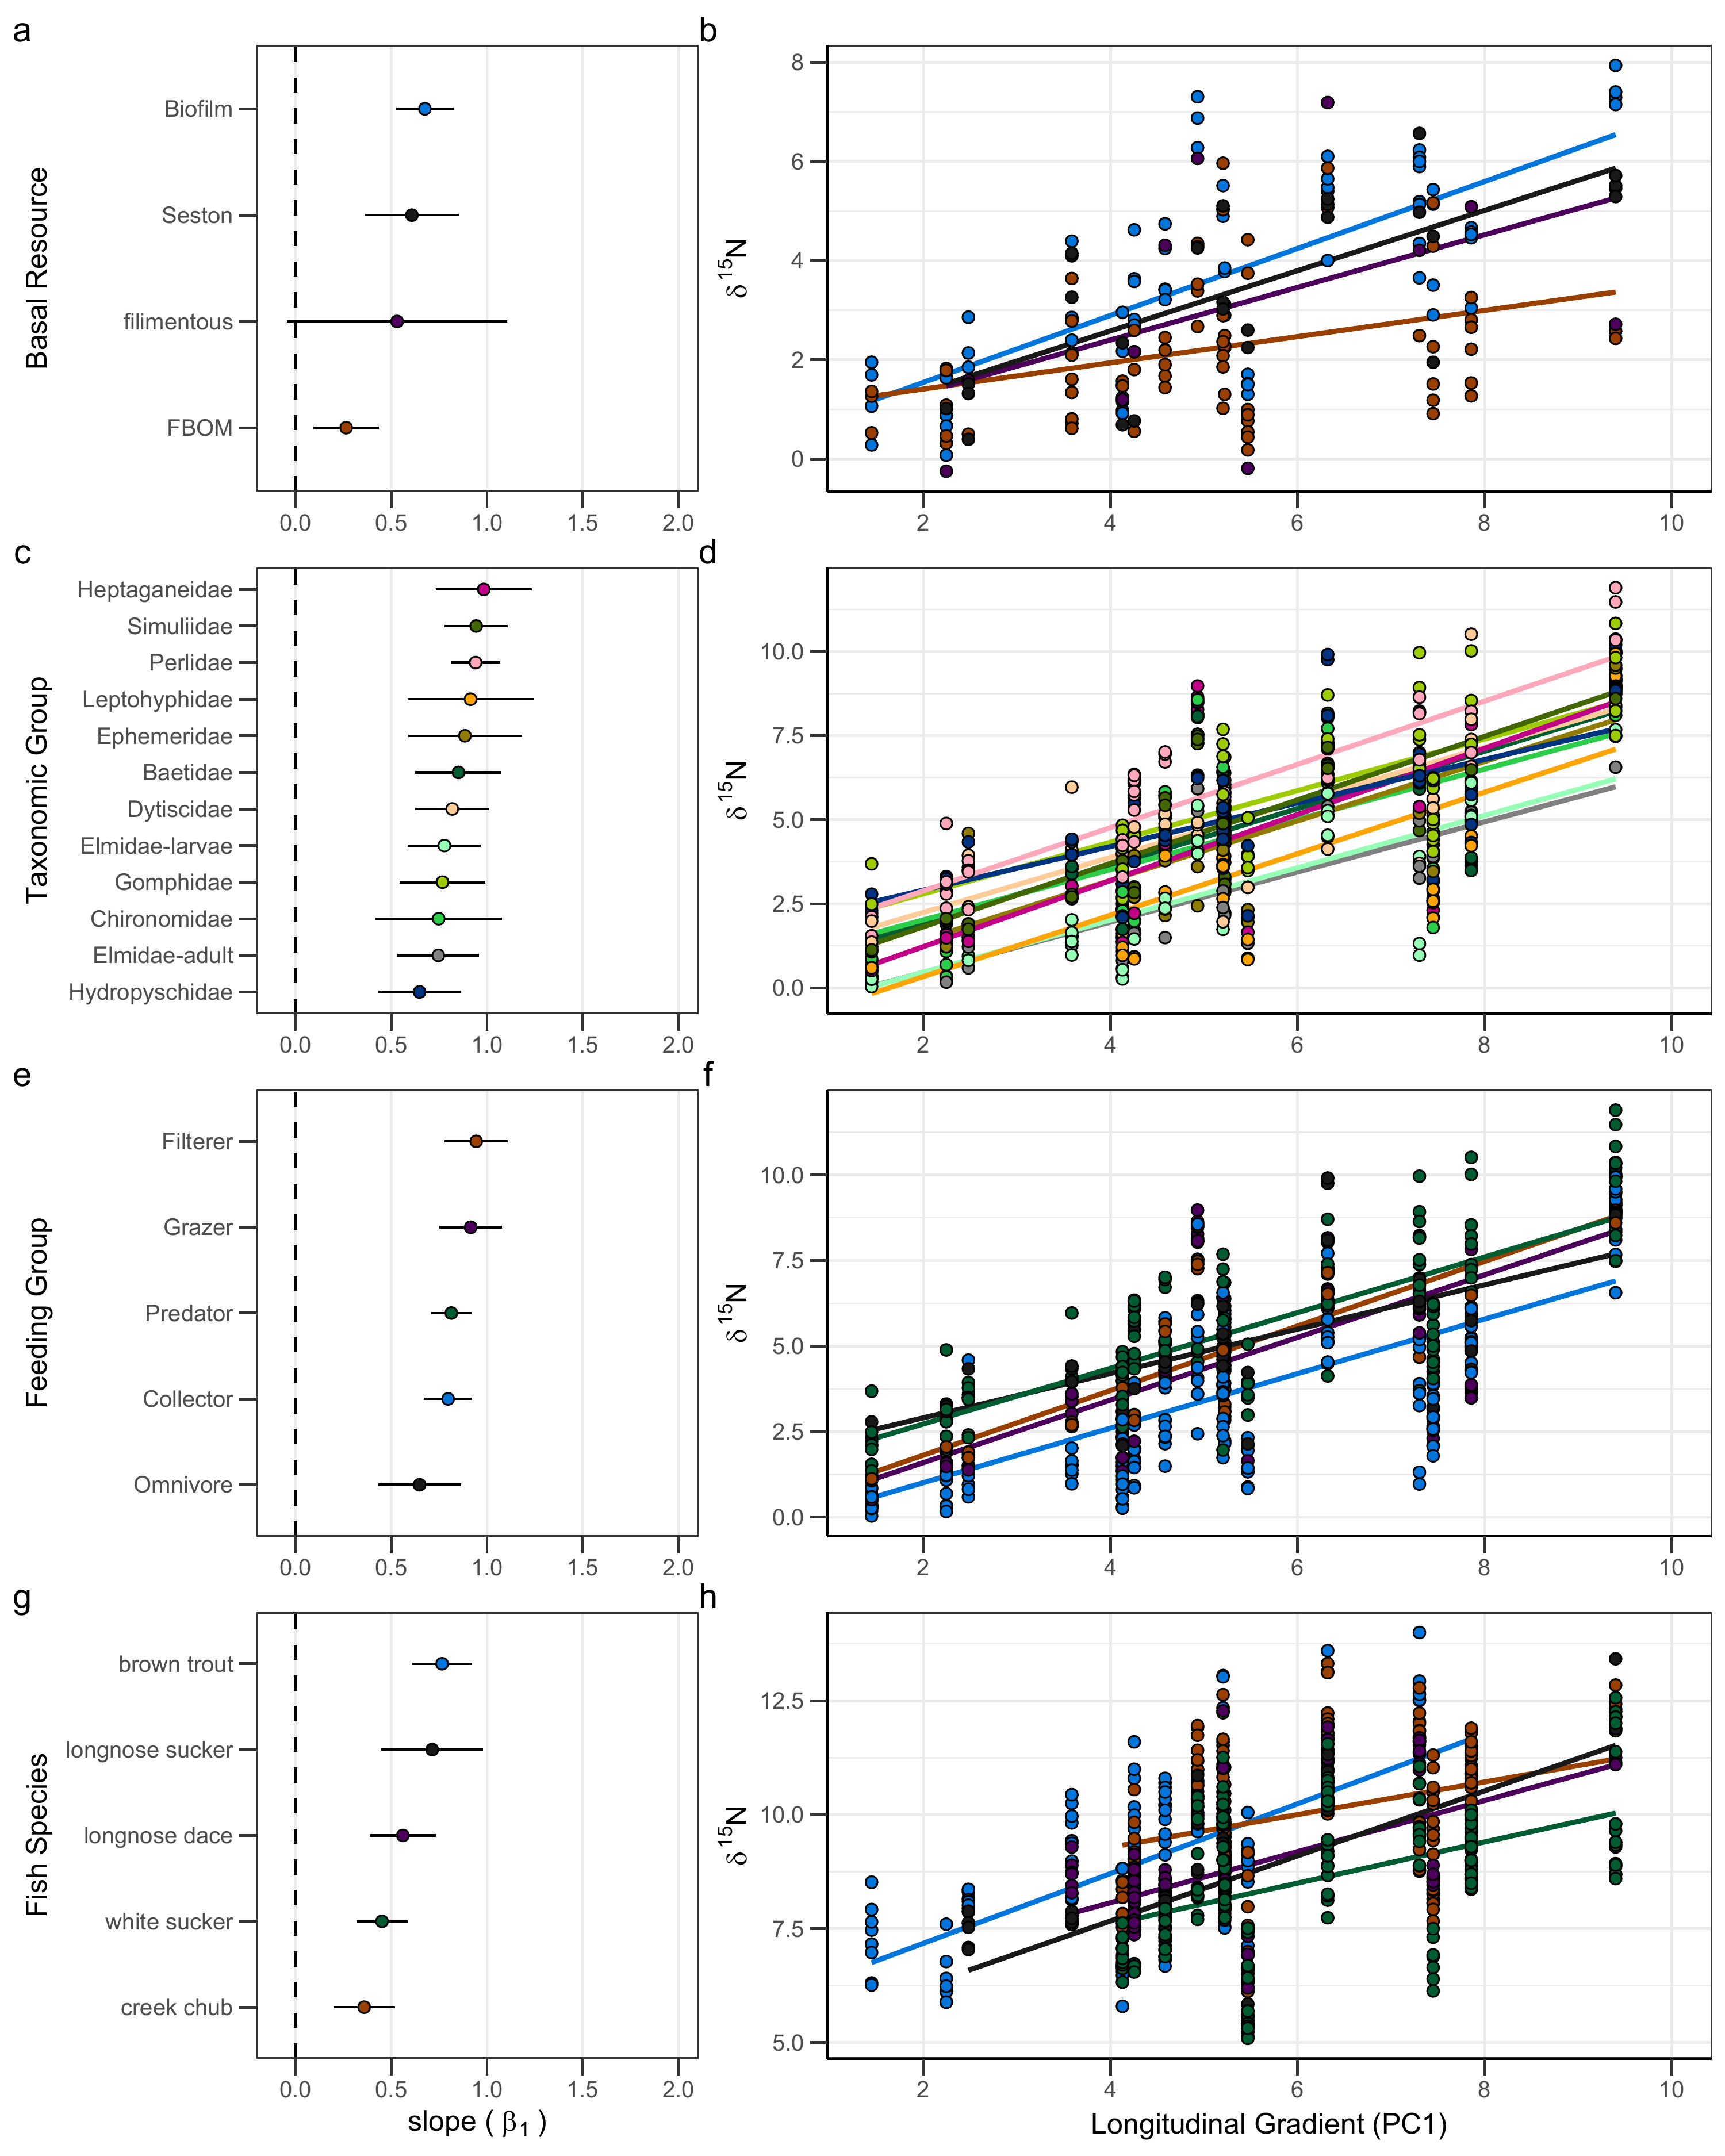 a
Basal Resource
Biofilm
Seston
filimentous
FBOM
0.0 0.5 1.0 1.5 2.0
b
δ ¹⁵N
8
6
4
2
0
2 4 6 8 10
c
Taxonomic Group
Heptaganeidae
Simuliidae
Perlidae
Leptohyphidae
Ephemeridae
Baetidae
Dytiscidae
Elmidae-larvae
Gomphidae
Chironomidae
Elmidae-adult
Hydropyschidae
0.0 0.5 1.0 1.5 2.0
d
δ ¹⁵N
10.0
7.5
5.0
2.5
0.0
2 4 6 8 10
e
Feeding Group
Filterer
Grazer
Predator
Collector
Omnivore
0.0 0.5 1.0 1.5 2.0
f
δ ¹⁵N
10.0
7.5
5.0
2.5
0.0
2 4 6 8 10
g
Fish Species
brown trout
longnose sucker
longnose dace
white sucker
creek chub
0.0 0.5 1.0 1.5 2.0
slope ( β₁ )
h
δ ¹⁵N
12.5
10.0
7.5
5.0
2 4 6 8 10
Longitudinal Gradient (PC1)